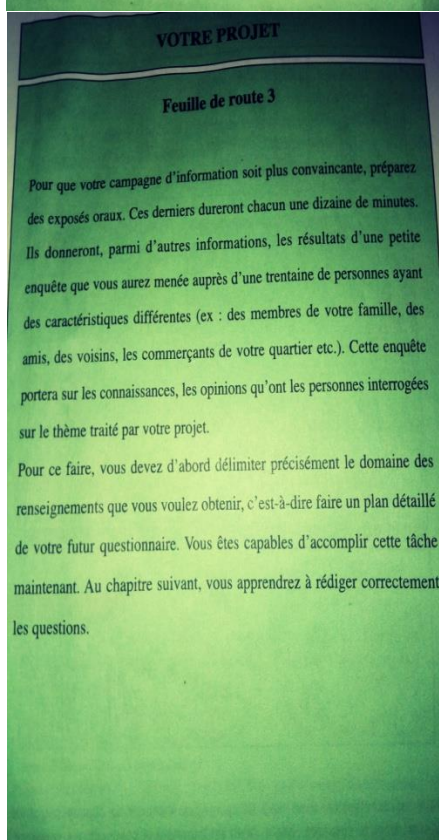 VOTRE PROJET
Feuille de route 3
Pour que votre campagne d'information soit plus convaincante, préparez
des exposés oraux. Ces derniers dureront chacun une dizaine de minutes.
Ils donneront, parmi d'autres informations, les résultats d'une petite
enquête que vous aurez menée auprès d'une trentaine de personnes ayant
des caractéristiques différentes (ex : des membres de votre famille, des
amis, des voisins, les commerçants de votre quartier etc.). Cette enquête
portera sur les connaissances, les opinions qu'ont les personnes interrogées
sur le thème traité par votre projet.
Pour ce faire, vous devez d'abord délimiter précisément le domaine des
renseignements que vous voulez obtenir, c'est-à-dire faire un plan détaillé
de votre futur questionnaire. Vous êtes capables d'accomplir cette tâche
maintenant. Au chapitre suivant, vous apprendrez à rédiger correctement
les questions.